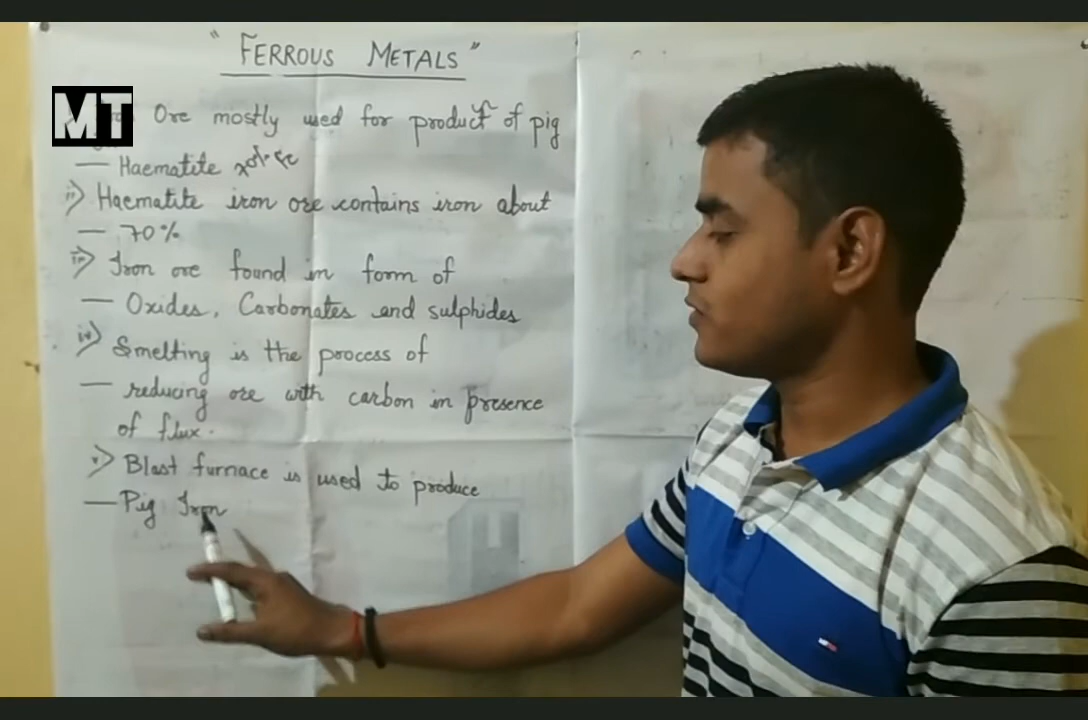 "FERROUS METALS"
MT Ore mostly used for productn of pig
— Haematite
ii) Haematite iron ore contains iron about
— 70%
iii) Iron ore found in form of
— Oxides, Carbonates and sulphides
iv) Smelting is the process of
— reducing ore with carbon in presence
of flux.
v) Blast furnace is used to produce
— Pig Iron